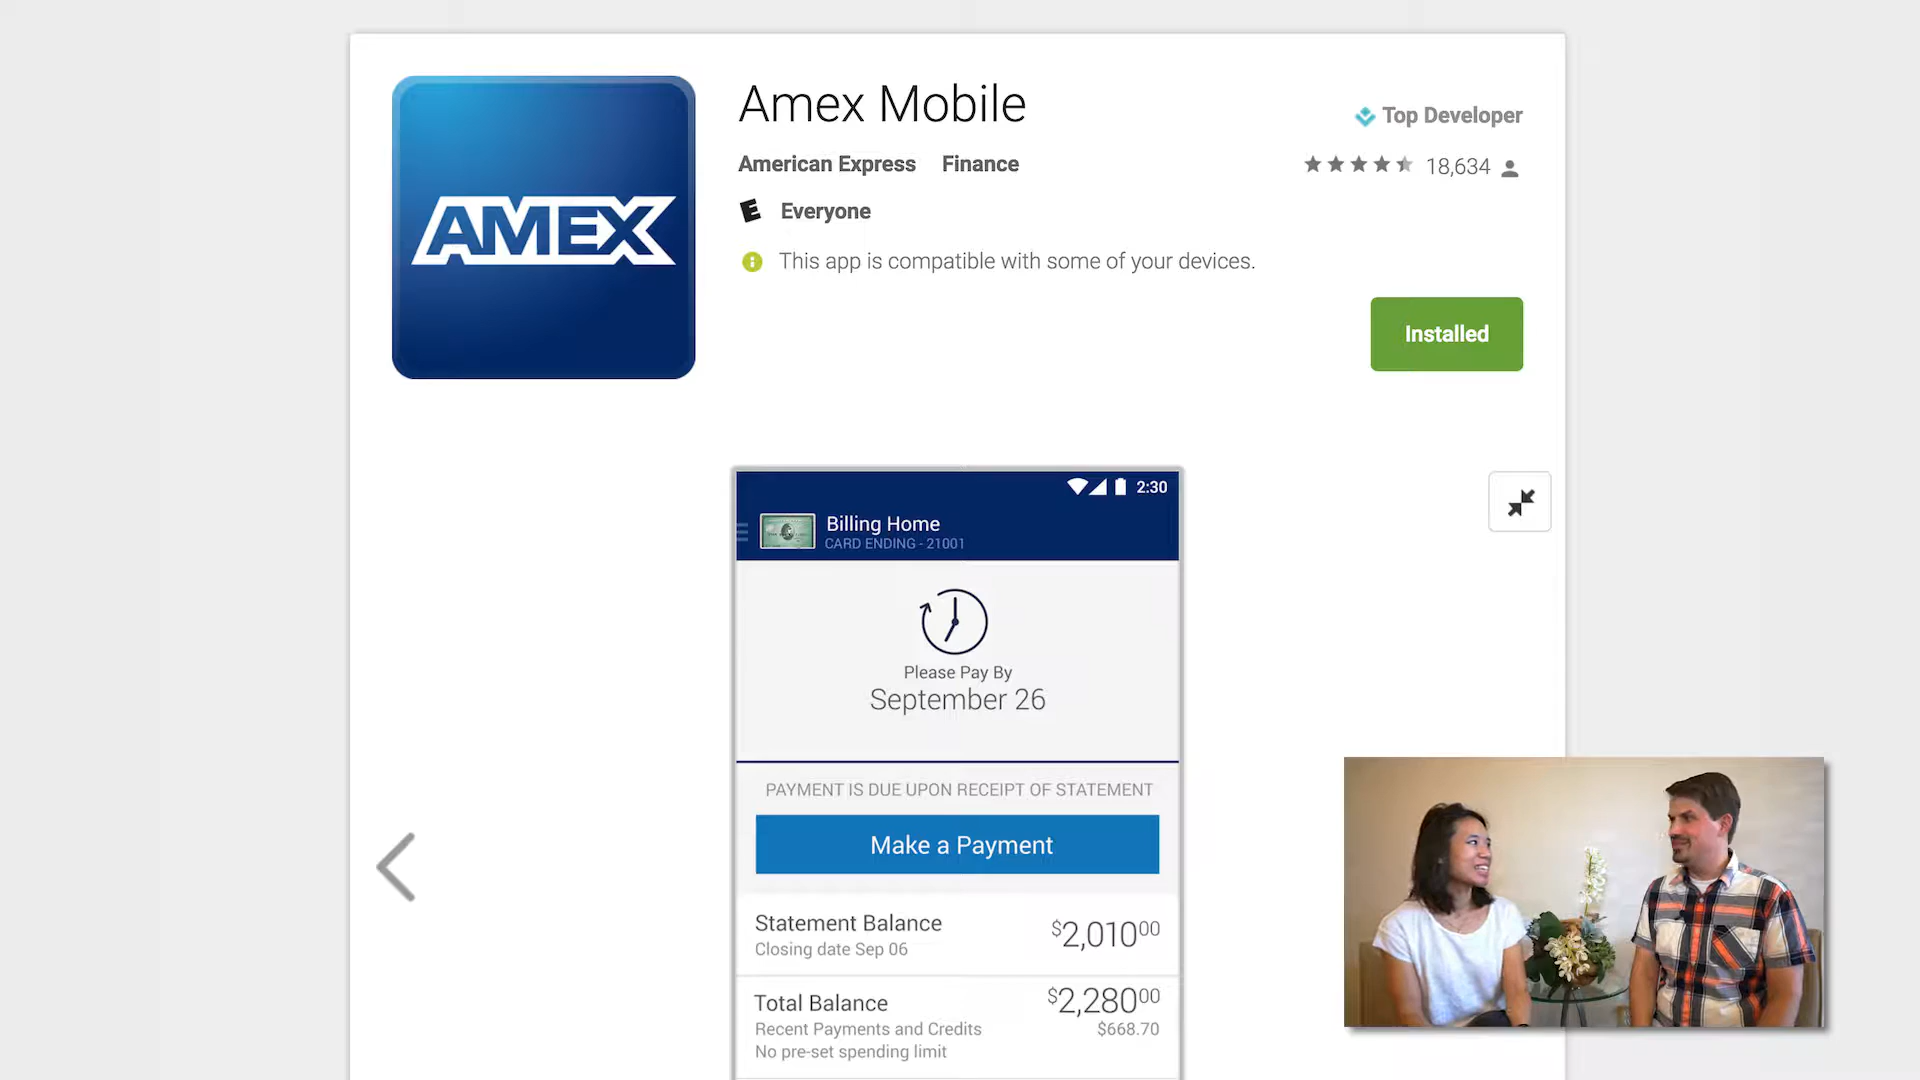 AMEX
Amex Mobile
Top Developer
American Express Finance
18,634
E Everyone
This app is compatible with some of your devices.
Installed
2:30
Billing Home
CARD ENDING - 21001
Please Pay By
September 26
PAYMENT IS DUE UPON RECEIPT OF STATEMENT
Make a Payment
Statement Balance $2,010⁰⁰
Closing date Sep 06
Total Balance $2,280⁰⁰
Recent Payments and Credits $668.70
No pre-set spending limit